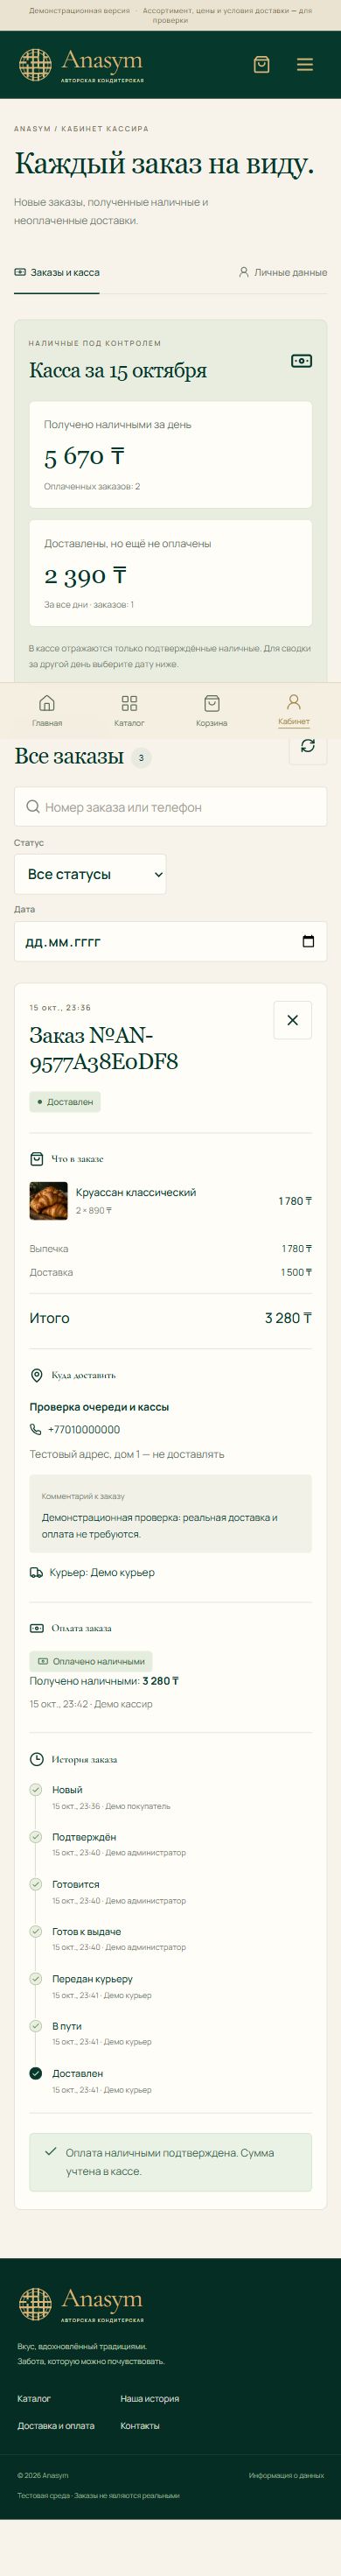 Демонстрационная версия · Ассортимент, цены и условия доставки — для
проверки
Anasym
АВТОРСКАЯ КОНДИТЕРСКАЯ
ANASYM / КАБИНЕТ КАССИРА
Каждый заказ на виду.
Новые заказы, полученные наличные и
неоплаченные доставки.
Заказы и касса
Личные данные
НАЛИЧНЫЕ ПОД КОНТРОЛЕМ
Касса за 15 октября
Получено наличными за день
5 670 ₸
Оплаченных заказов: 2
Доставлены, но ещё не оплачены
2 390 ₸
За все дни · заказов: 1
В кассе отражаются только подтверждённые наличные. Для сводки
за другой день выберите дату ниже.
Главная
Каталог
Корзина
Кабинет
Все заказы 3
Номер заказа или телефон
Статус
Все статусы
Дата
дд.мм.гггг
15 окт., 23:36
Заказ №AN-
9577A38E0DF8
Доставлен
Что в заказе
Круассан классический
2 × 890 ₸
1 780 ₸
Выпечка 1 780 ₸
Доставка 1 500 ₸
Итого 3 280 ₸
Куда доставить
Проверка очереди и кассы
+77010000000
Тестовый адрес, дом 1 — не доставлять
Комментарий к заказу
Демонстрационная проверка: реальная доставка и
оплата не требуются.
Курьер: Демо курьер
Оплата заказа
Оплачено наличными
Получено наличными: 3 280 ₸
15 окт., 23:42 · Демо кассир
История заказа
Новый
15 окт., 23:36 · Демо покупатель
Подтверждён
15 окт., 23:40 · Демо администратор
Готовится
15 окт., 23:40 · Демо администратор
Готов к выдаче
15 окт., 23:40 · Демо администратор
Передан курьеру
15 окт., 23:41 · Демо курьер
В пути
15 окт., 23:41 · Демо курьер
Доставлен
15 окт., 23:41 · Демо курьер
Оплата наличными подтверждена. Сумма
учтена в кассе.
Anasym
АВТОРСКАЯ КОНДИТЕРСКАЯ
Вкус, вдохновлённый традициями.
Забота, которую можно почувствовать.
Каталог
Наша история
Доставка и оплата
Контакты
© 2026 Anasym
Информация о данных
Тестовая среда · Заказы не являются реальными